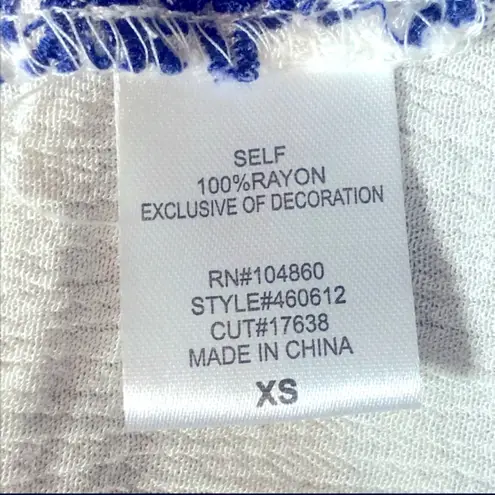 SELF
100%RAYON
EXCLUSIVE OF DECORATION
RN#104860
STYLE#460612
CUT#17638
MADE IN CHINA
XS